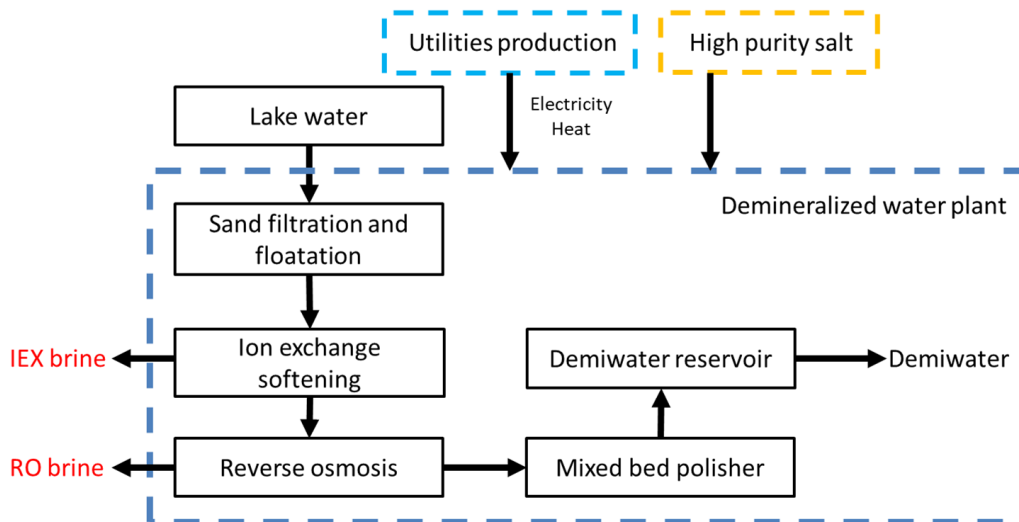 Utilities production
High purity salt
Electricity
Heat
Lake water
Demineralized water plant
Sand filtration and
floatation
IEX brine
Ion exchange
softening
Demiwater reservoir
Demiwater
RO brine
Reverse osmosis
Mixed bed polisher